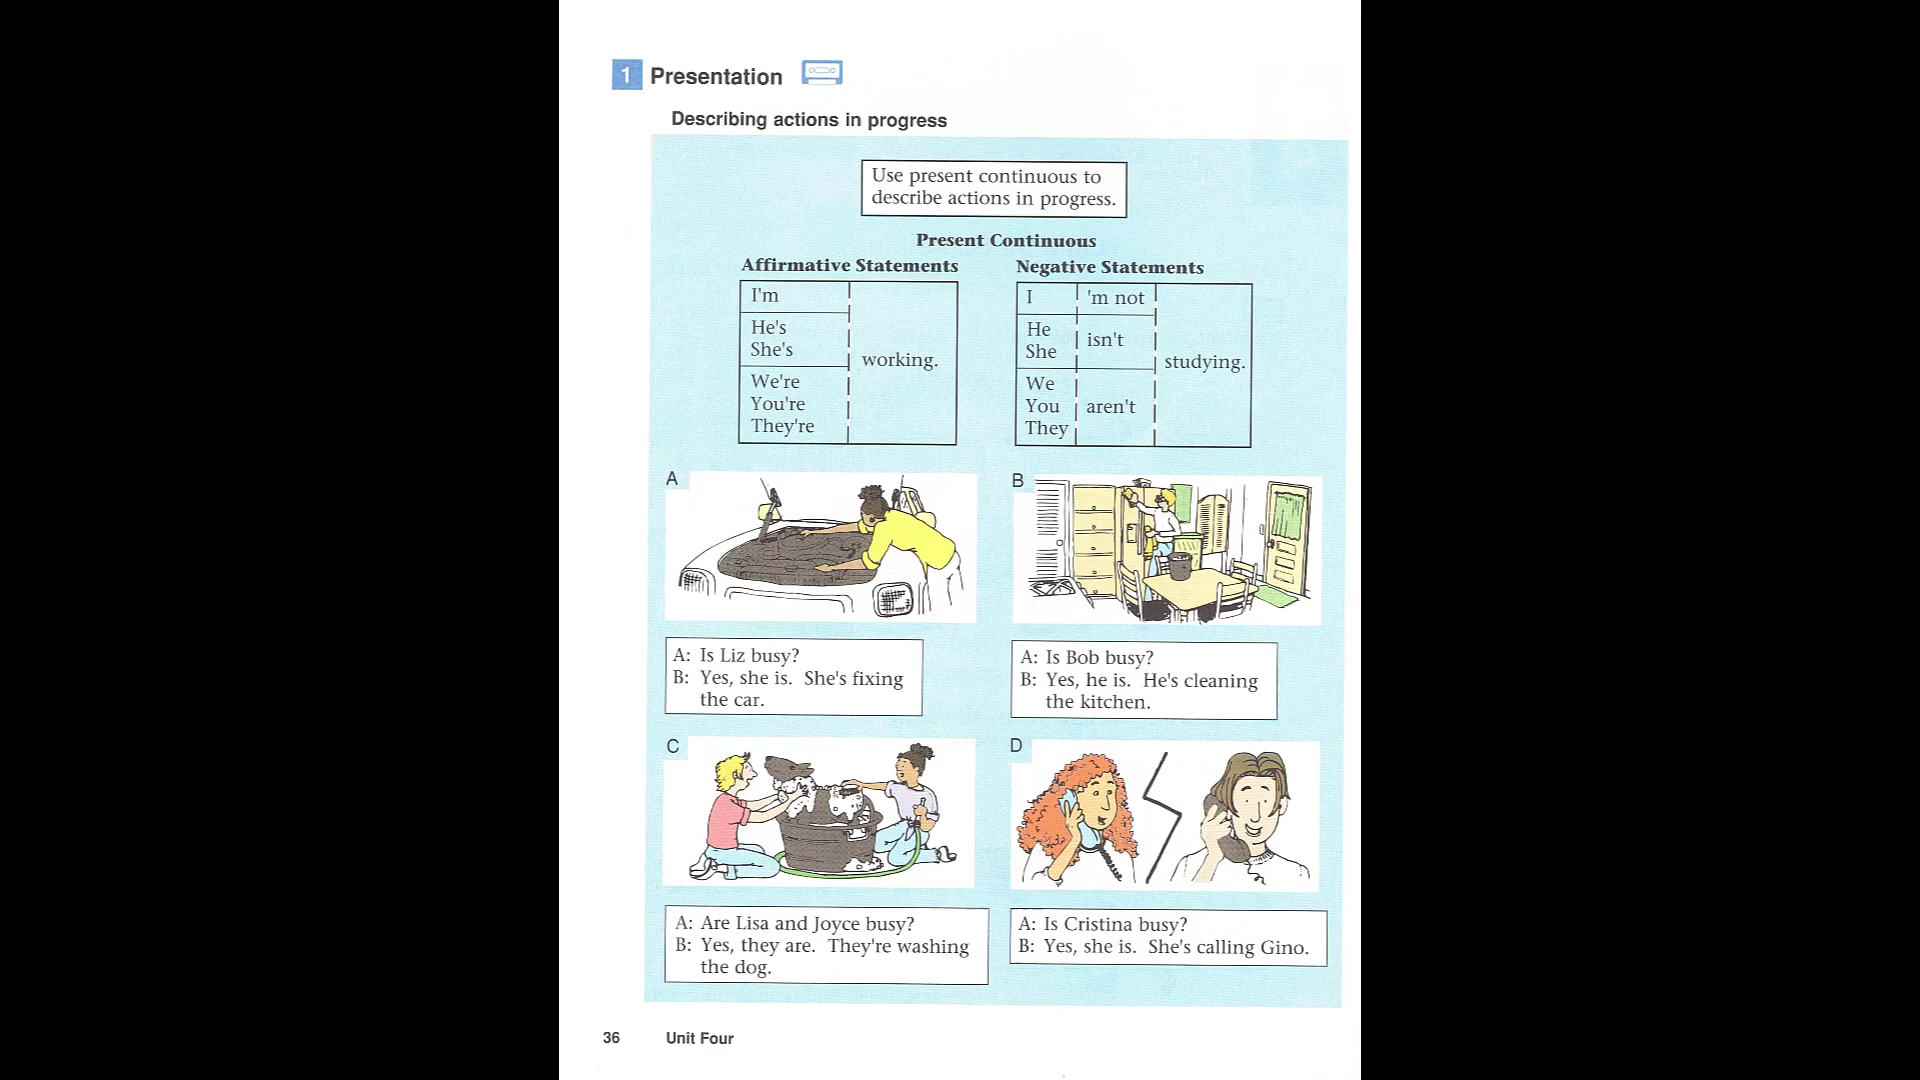 1 Presentation
Describing actions in progress
Use present continuous to
describe actions in progress.
Present Continuous
Affirmative Statements
I'm
He's
She's
We're
You're
They're
working.
Negative Statements
I 'm not
He
She
isn't
We
You
They
aren't
studying.
A
A: Is Liz busy?
B: Yes, she is. She's fixing
the car.
B
A: Is Bob busy?
B: Yes, he is. He's cleaning
the kitchen.
C
A: Are Lisa and Joyce busy?
B: Yes, they are. They're washing
the dog.
D
A: Is Cristina busy?
B: Yes, she is. She's calling Gino.
36 Unit Four